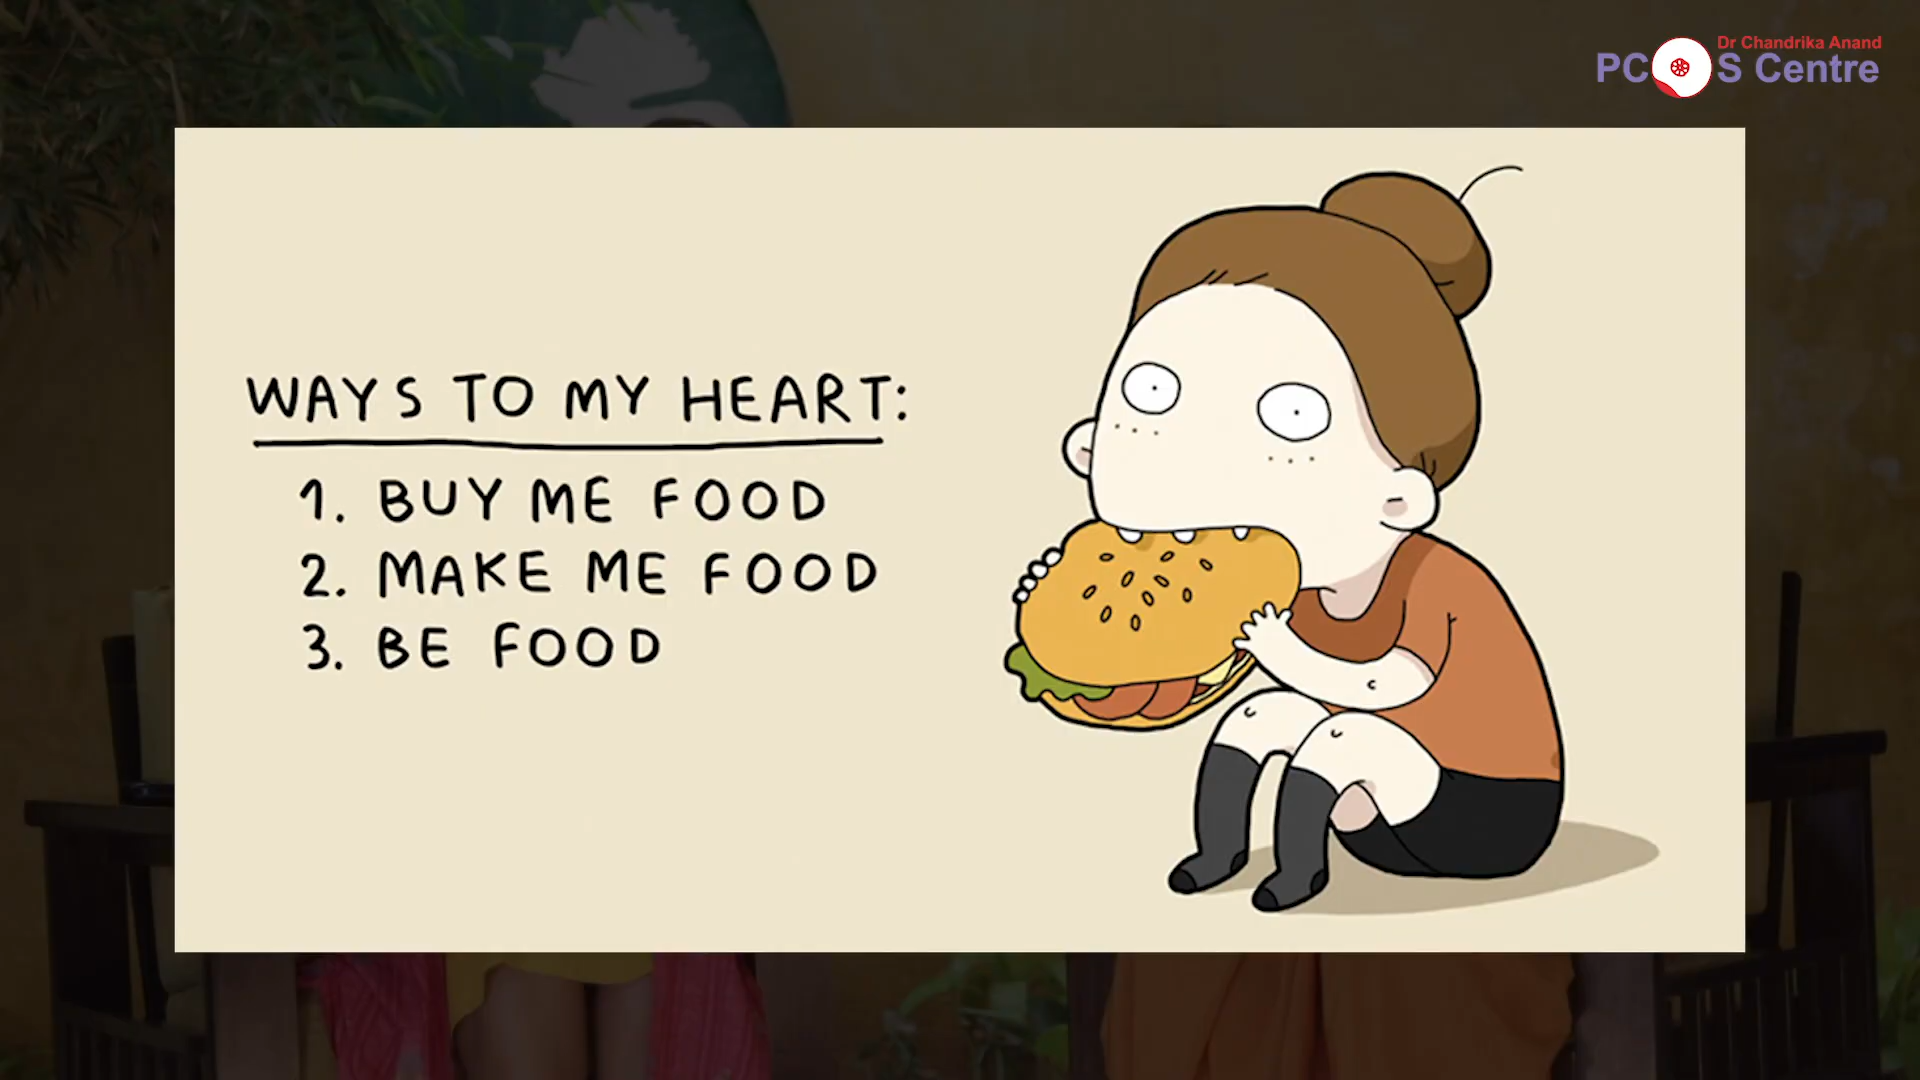 Dr Chandrika Anand
PCOS Centre
WAYS TO MY HEART:
1. BUY ME FOOD
2. MAKE ME FOOD
3. BE FOOD